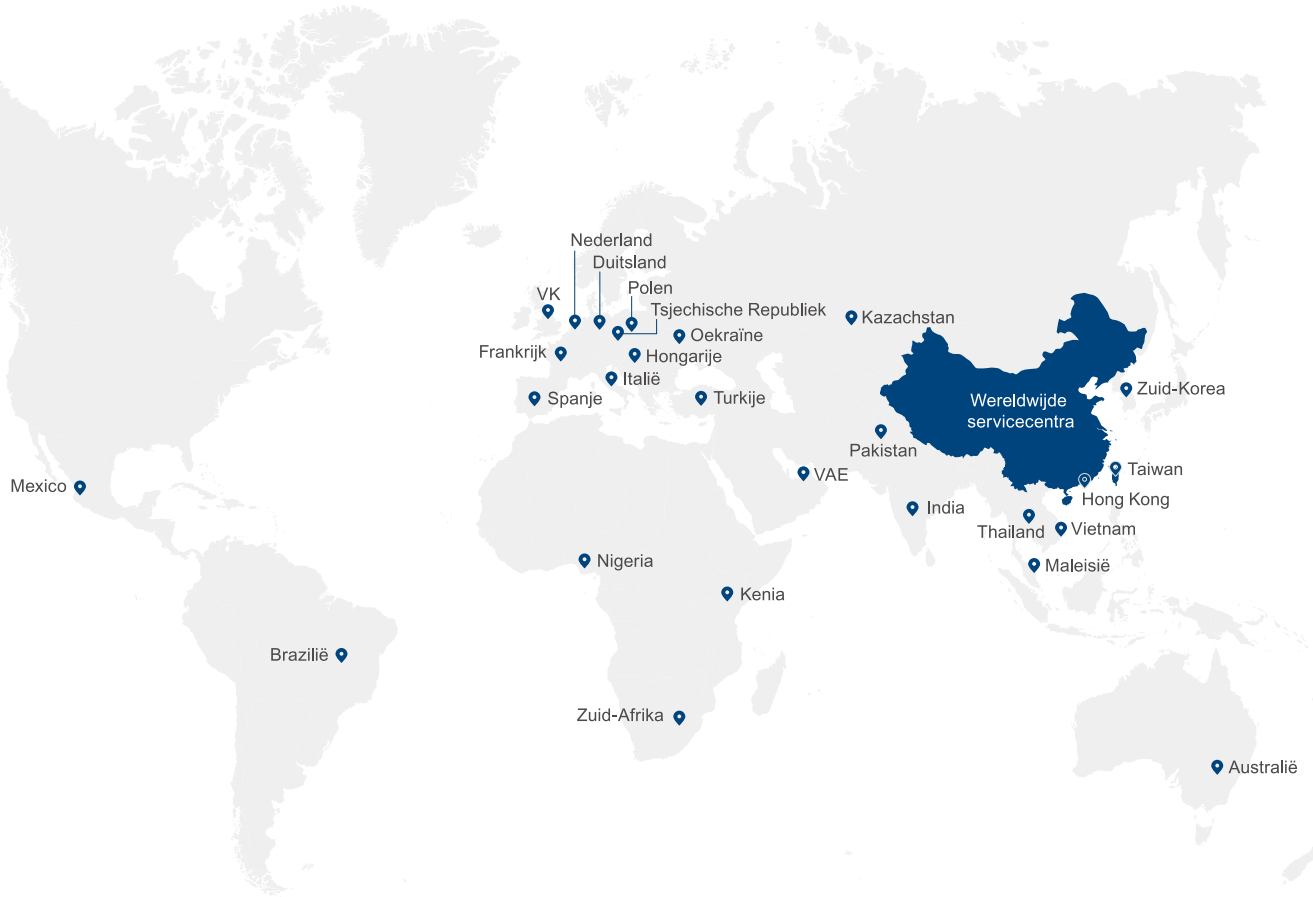 Nederland
Duitsland
VK
Polen
Tsjechische Republiek
Kazachstan
Oekraïne
Frankrijk
Hongarije
Italië
Spanje
Turkije
Zuid-Korea
Wereldwijde
servicecentra
Pakistan
Taiwan
VAE
Mexico
Hong Kong
India
Thailand
Vietnam
Nigeria
Maleisië
Kenia
Brazilië
Zuid-Afrika
Australië